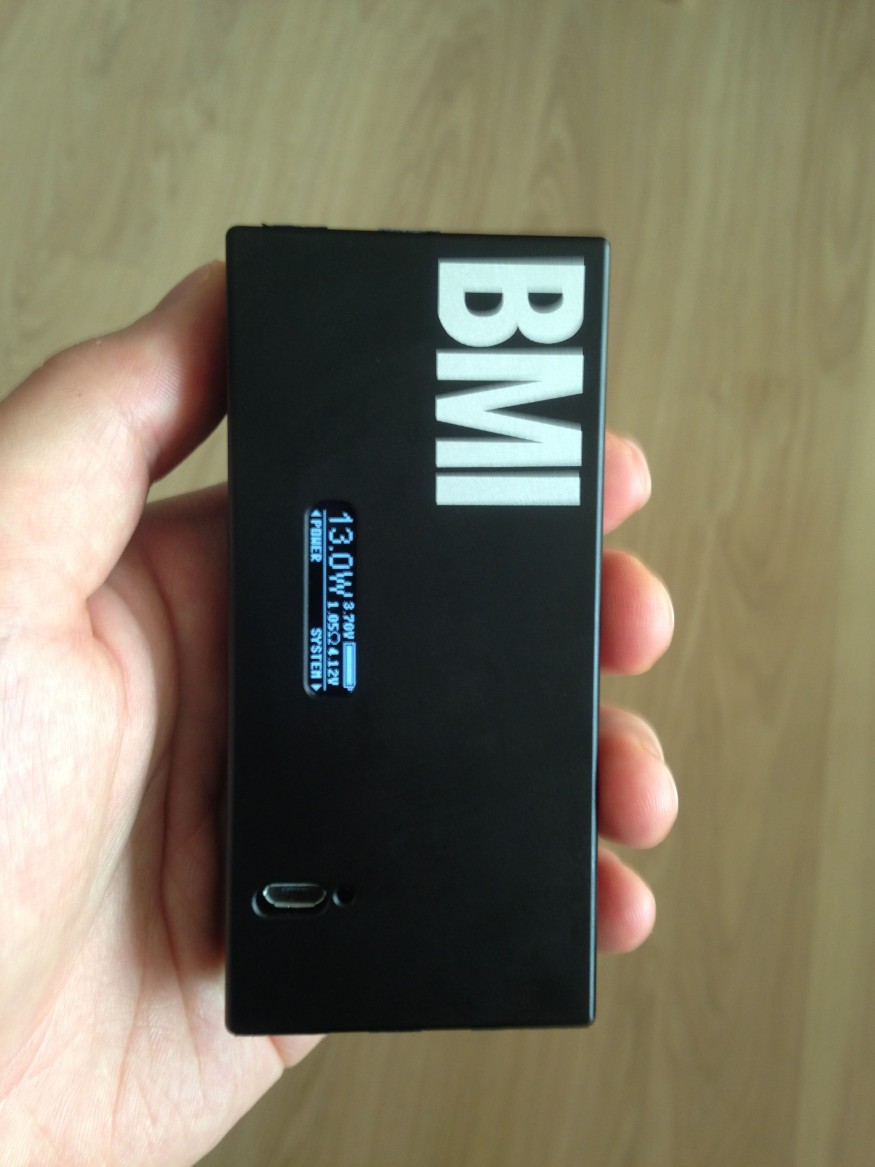 BMI
13.0W 3.70V
1.05Ω 4.12V
◀POWER SYSTEM▶